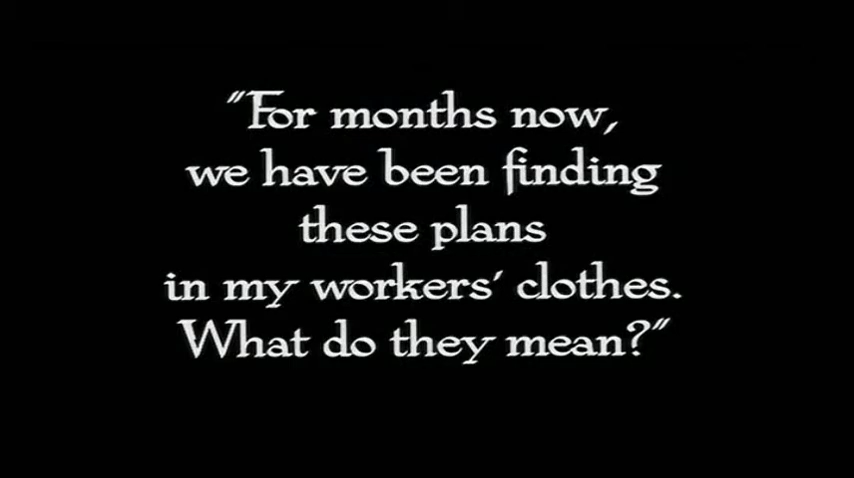 "For months now,
we have been finding
these plans
in my workers' clothes.
What do they mean?"